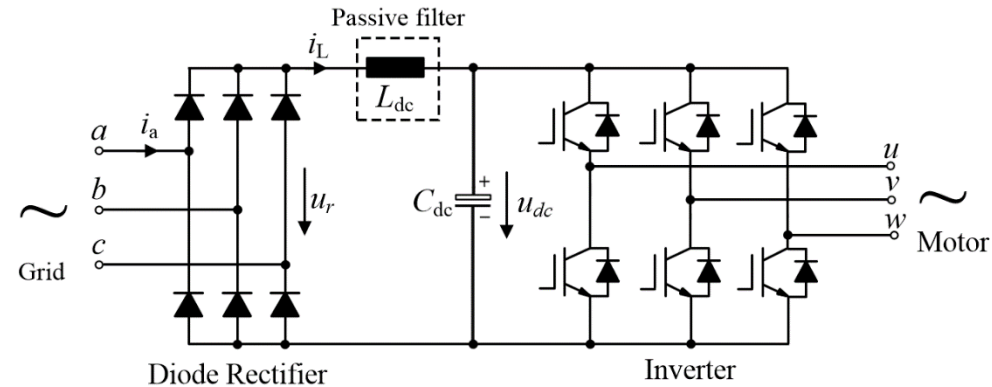 Passive filter
i_L
L_dc
a
i_a
b
c
~
Grid
u_r
C_dc
+
−
u_dc
u
v
w
~
Motor
Diode Rectifier
Inverter